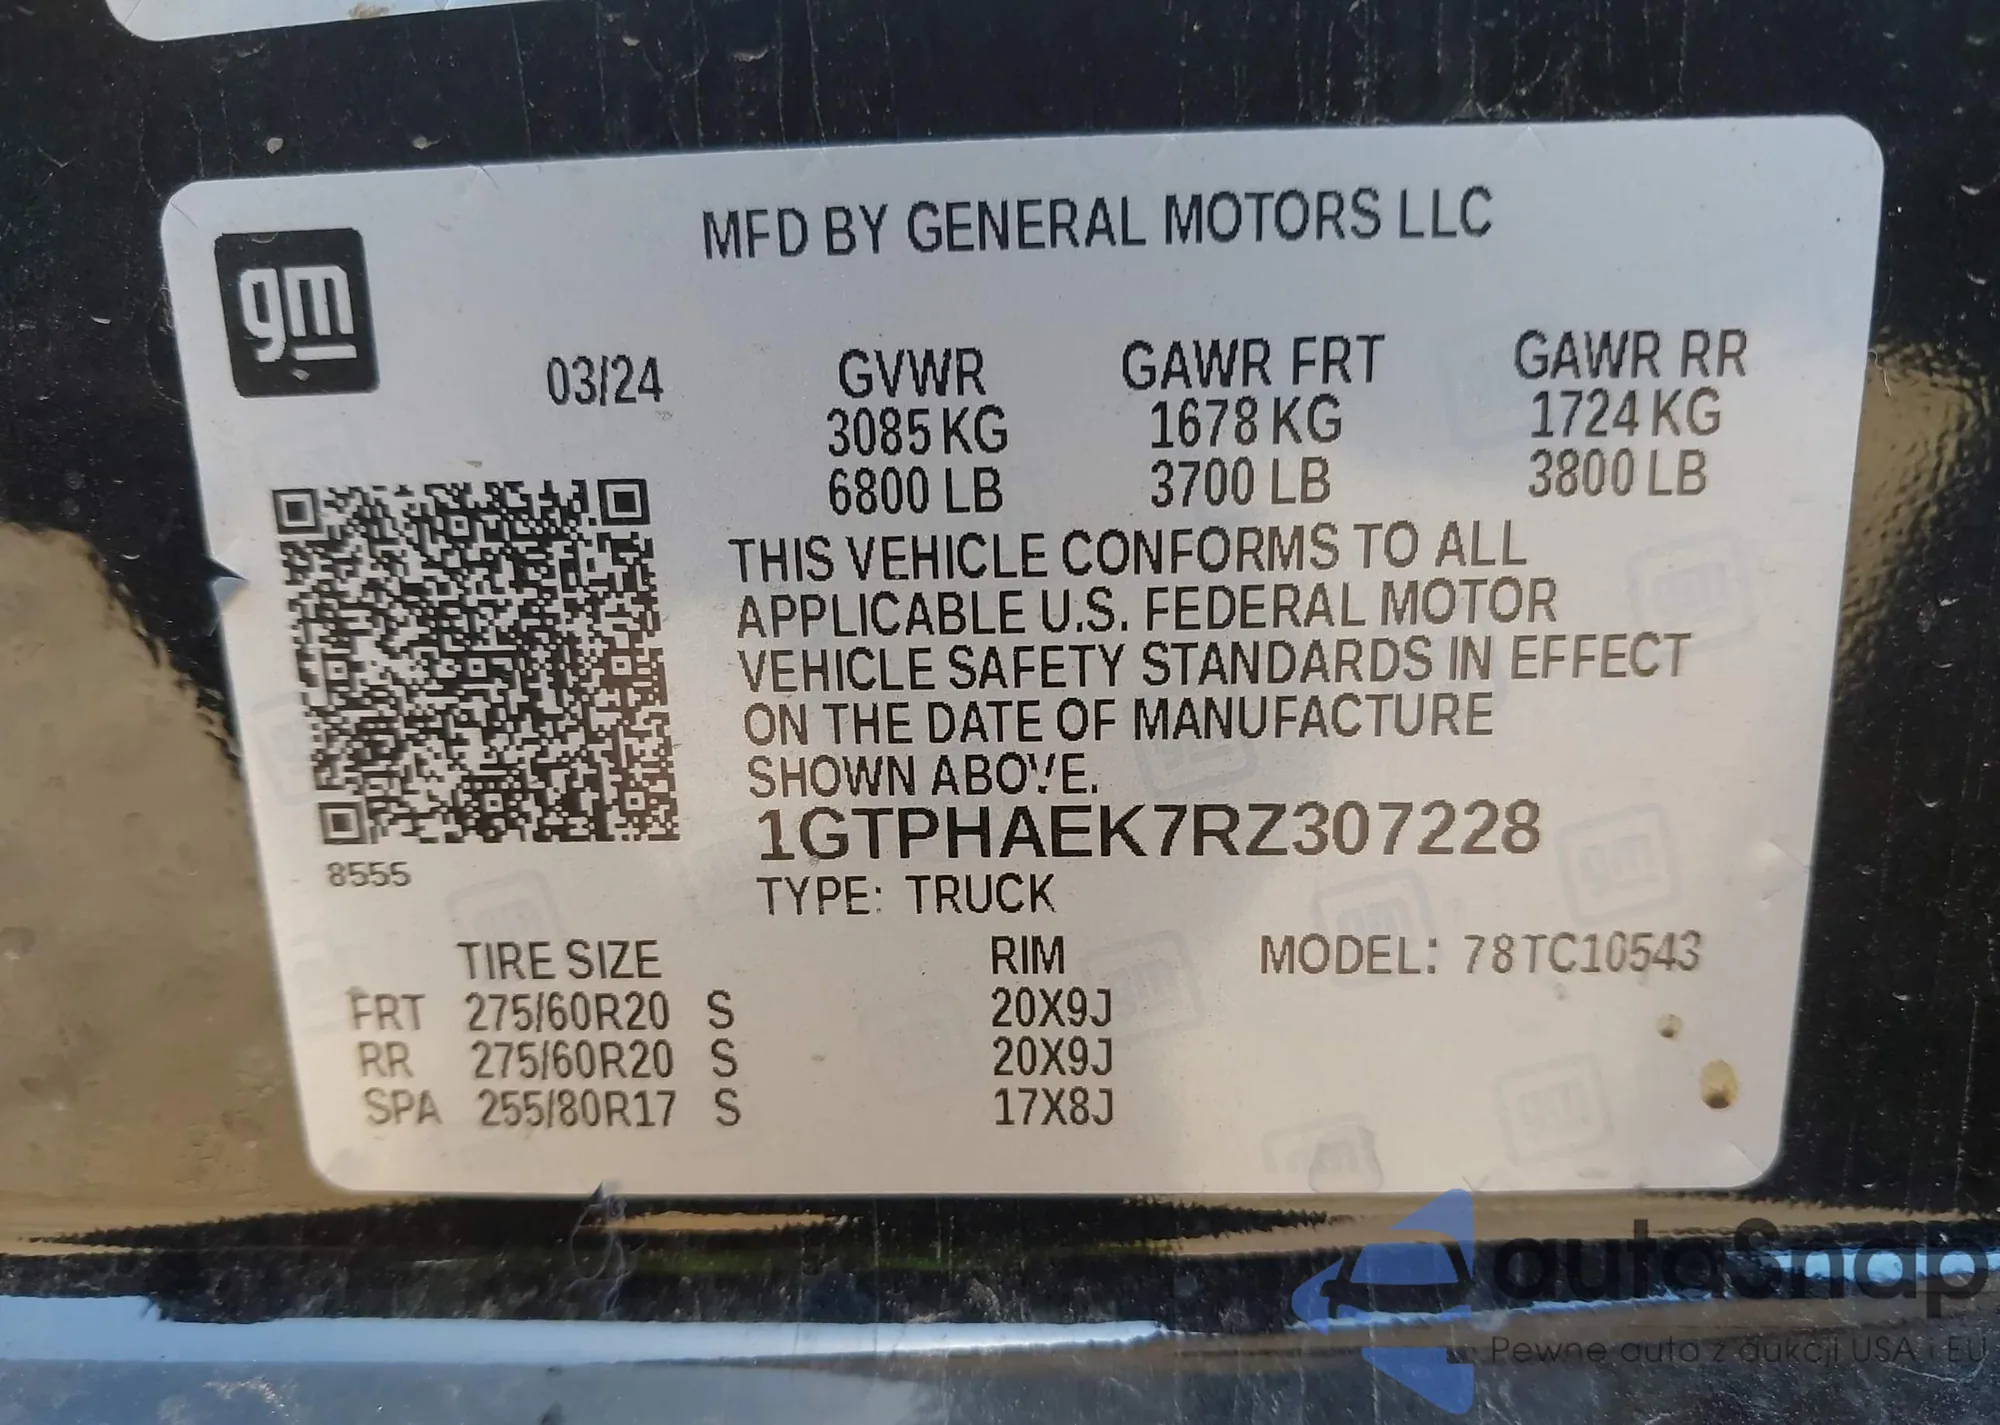 gm
MFD BY GENERAL MOTORS LLC
03/24 GVWR GAWR FRT GAWR RR
3085 KG 1678 KG 1724 KG
6800 LB 3700 LB 3800 LB
THIS VEHICLE CONFORMS TO ALL
APPLICABLE U.S. FEDERAL MOTOR
VEHICLE SAFETY STANDARDS IN EFFECT
ON THE DATE OF MANUFACTURE
SHOWN ABOVE.
1GTPHAEK7RZ307228
8555
TYPE: TRUCK
TIRE SIZE RIM MODEL: 78TC10543
FRT 275/60R20 S 20X9J
RR 275/60R20 S 20X9J
SPA 255/80R17 S 17X8J
autoSnap
Pewne auta z aukcji USA i EU